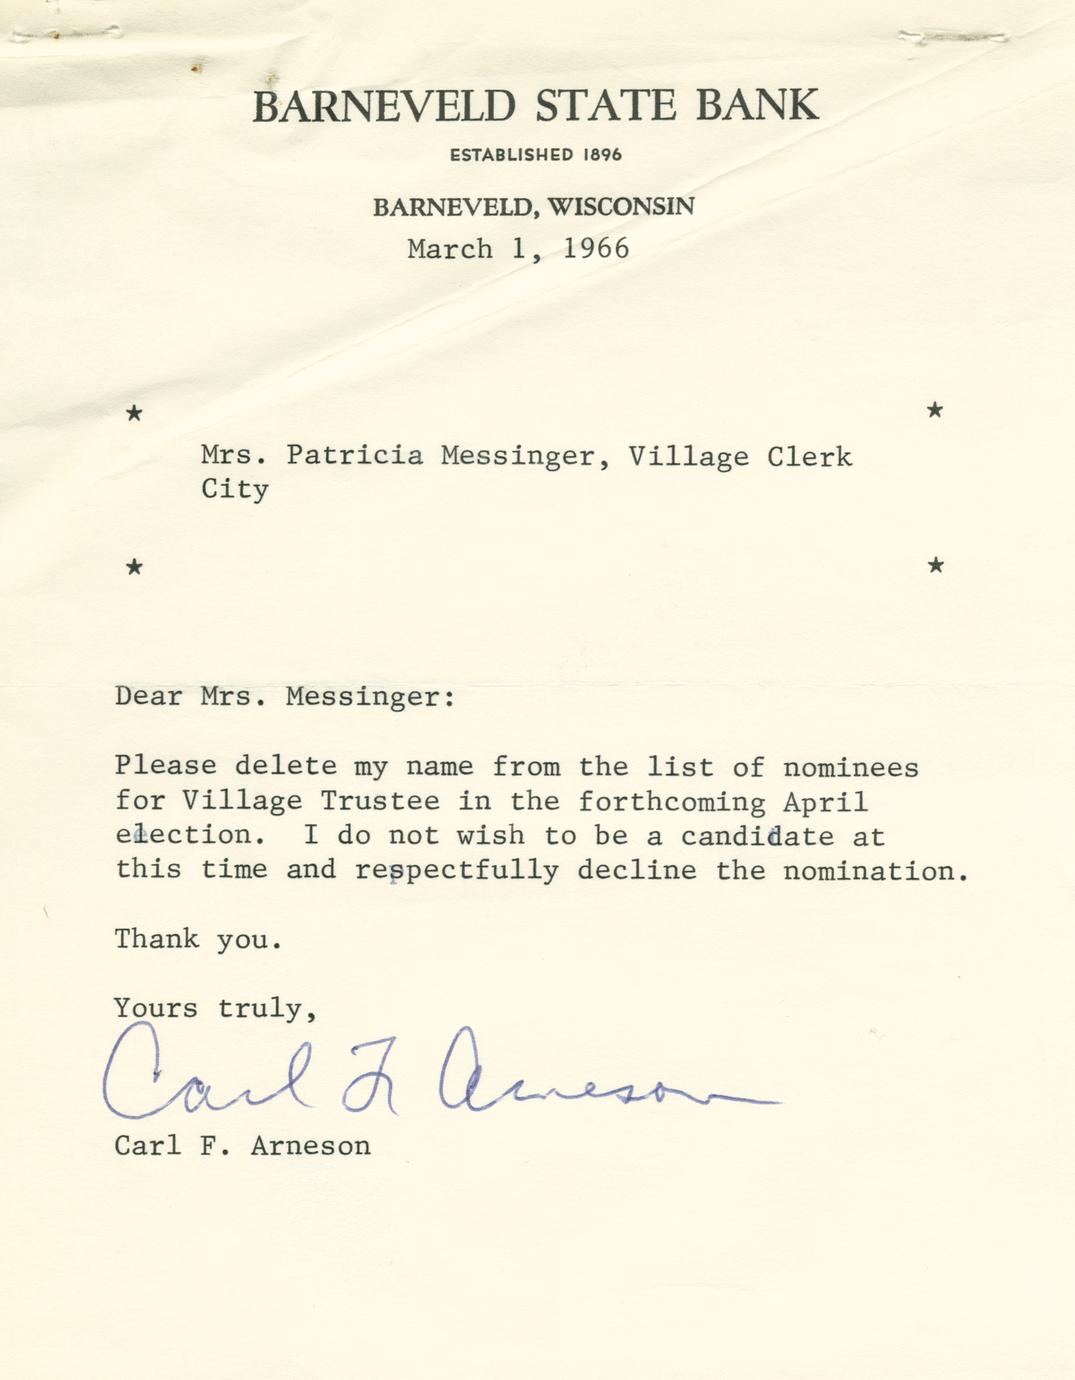 BARNEVELD STATE BANK
ESTABLISHED 1896
BARNEVELD, WISCONSIN
March 1, 1966
Mrs. Patricia Messinger, Village Clerk
City
Dear Mrs. Messinger:
Please delete my name from the list of nominees
for Village Trustee in the forthcoming April
election.  I do not wish to be a candidate at
this time and respectfully decline the nomination.
Thank you.
Yours truly,
Carl F Arneson
Carl F. Arneson